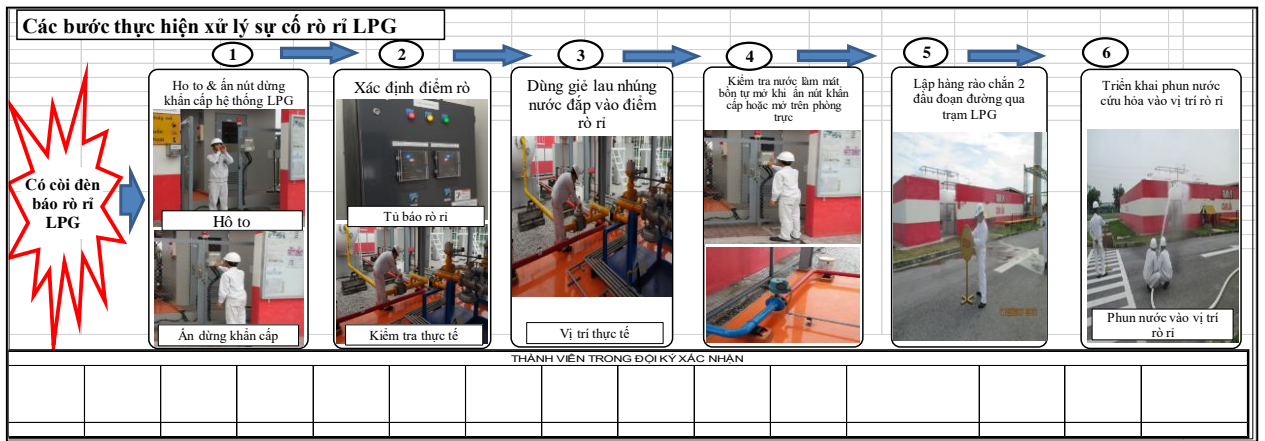 Các bước thực hiện xử lý sự cố rò rỉ LPG
1
2
3
4
5
6
Có còi đèn
báo rò rỉ
LPG
Ho to & ấn nút dừng
khẩn cấp hệ thống LPG
Hô to
Ấn dừng khẩn cấp
Xác định điểm rò
Tủ báo rò rỉ
Kiểm tra thực tế
Dùng giẻ lau nhúng
nước đắp vào điểm
rò rỉ
Vị trí thực tế
Kiểm tra nước làm mát
bồn tự mở khi ấn nút khẩn
cấp hoặc mở trên phòng
trực
Lập hàng rào chắn 2
đầu đoạn đường qua
trạm LPG
Triển khai phun nước
cứu hỏa vào vị trí rò rỉ
Phun nước vào vị trí
rò rỉ
THÀNH VIÊN TRONG ĐỘI KÝ XÁC NHẬN